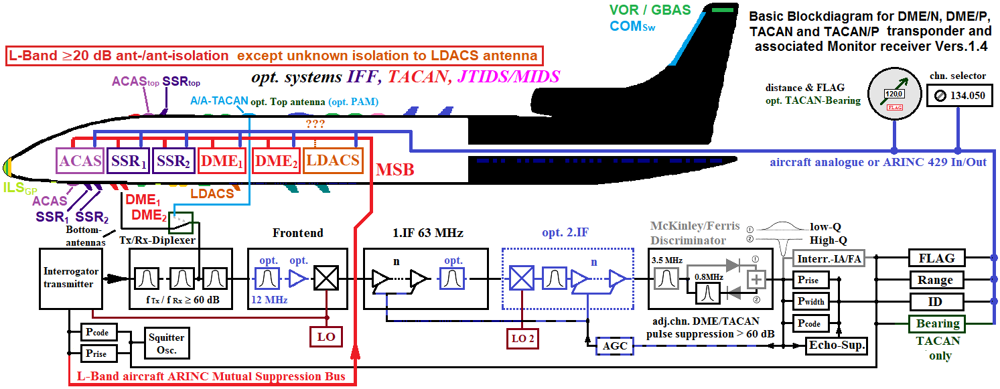 VOR / GBAS
COMSw
Basic Blockdiagram for DME/N, DME/P,
TACAN and TACAN/P transponder and
associated Monitor receiver Vers.1.4
L-Band ≥20 dB ant-/ant-isolation except unknown isolation to LDACS antenna
opt. systems IFF, TACAN, JTIDS/MIDS
ACAStop SSRtop
A/A-TACAN opt. Top antenna (opt. PAM)
distance & FLAG
opt. TACAN-Bearing
120,0
FLAG
chn. selector
134.050
???
ACAS
SSR1
SSR2
DME1
DME2
LDACS
MSB
aircraft analogue or ARINC 429 In/Out
ILSGP
ACAS
SSR1 SSR2
DME1
DME2
LDACS
Bottom-
antennas
Tx/Rx-Diplexer
Frontend
1.IF 63 MHz
opt. 2.IF
McKinley/Ferris
Discriminator
① low-Q
② High-Q
Interrogator
transmitter
f Tx / f Rx ≥ 60 dB
opt. opt.
12 MHz
n
opt.
n
3.5 MHz
①
0.8MHz
②
Interr.-IA/FA
Prise
Pwidth
Pcode
Echo-Sup.
FLAG
Range
ID
Bearing
TACAN
only
adj.chn. DME/TACAN
pulse suppression > 60 dB
LO
LO 2
AGC
Pcode
Prise
Squitter
Osc.
L-Band aircraft ARINC Mutual Suppression Bus